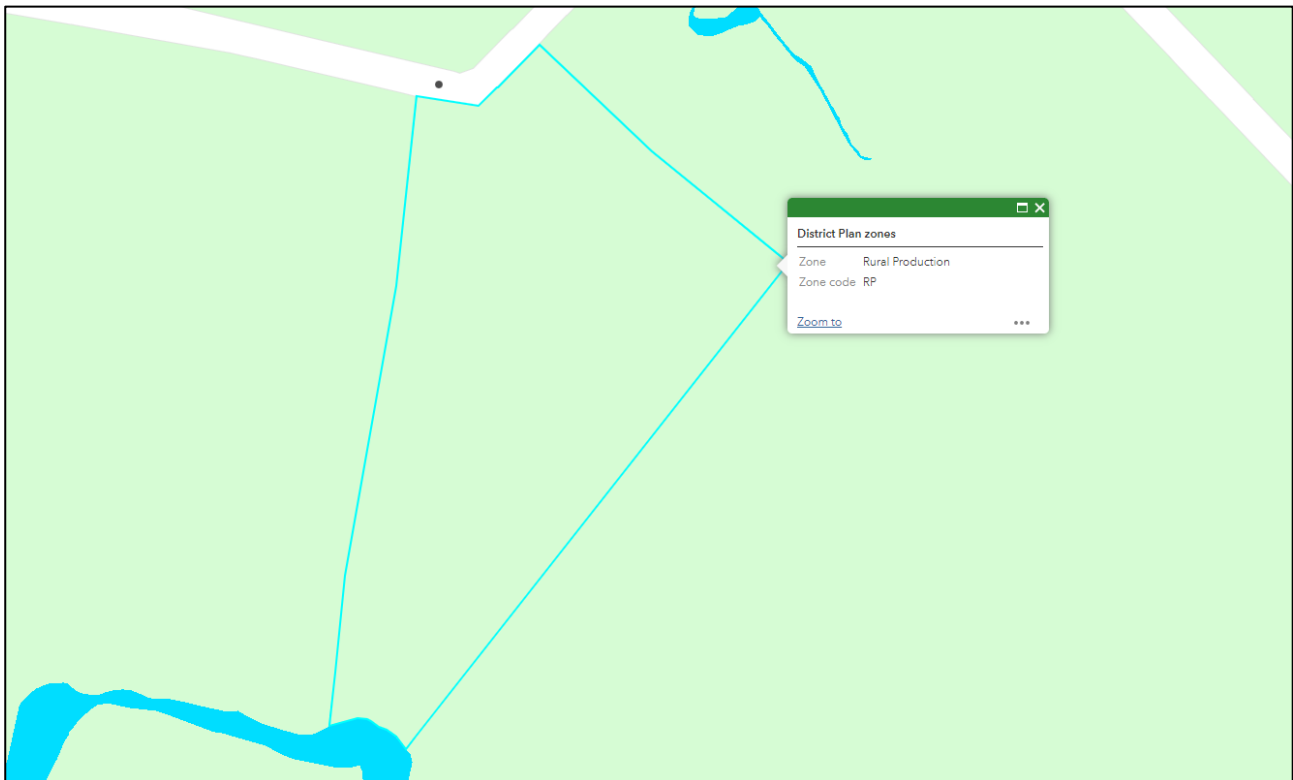 District Plan zones
Zone Rural Production
Zone code RP
Zoom to